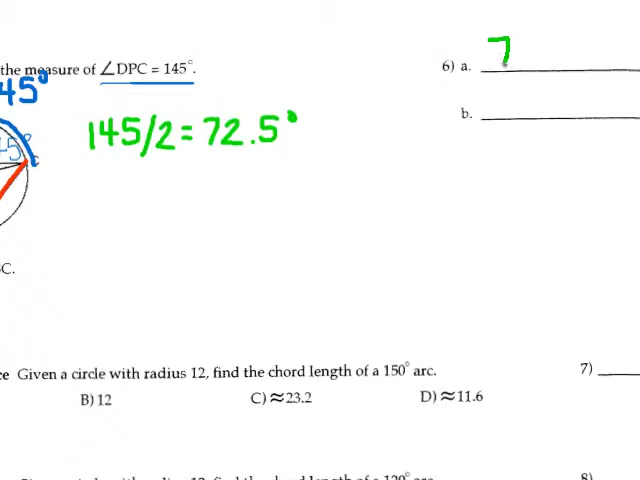 the measure of ∠DPC = 145°.
45°
145/2 = 72.5°
6) a. 7
b.
C.
Given a circle with radius 12, find the chord length of a 150° arc.
7)
B) 12 C) ≈23.2 D) ≈11.6
8)